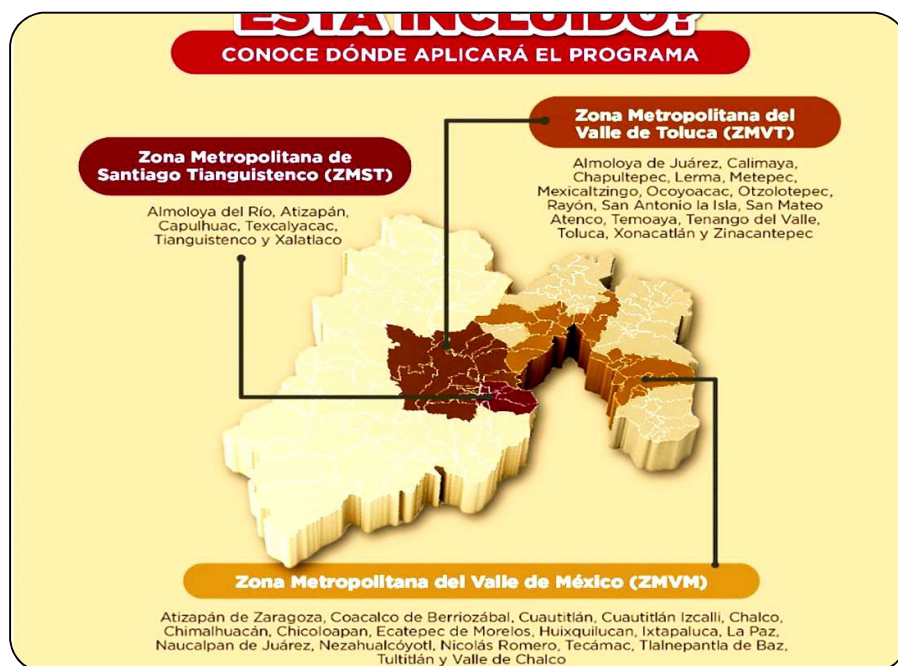 ESTÁ INCLUIDO?
CONOCE DÓNDE APLICARÁ EL PROGRAMA
Zona Metropolitana del
Valle de Toluca (ZMVT)
Almoloya de Juárez, Calimaya,
Chapultepec, Lerma, Metepec,
Mexicaltzingo, Ocoyoacac, Otzolotepec,
Rayón, San Antonio la Isla, San Mateo
Atenco, Temoaya, Tenango del Valle,
Toluca, Xonacatlán y Zinacantepec
Zona Metropolitana de
Santiago Tianguistenco (ZMST)
Almoloya del Río, Atizapán,
Capulhuac, Texcalyacac,
Tianguistenco y Xalatlaco
Zona Metropolitana del Valle de México (ZMVM)
Atizapán de Zaragoza, Coacalco de Berriozábal, Cuautitlán, Cuautitlán Izcalli, Chalco,
Chimalhuacán, Chicoloapan, Ecatepec de Morelos, Huixquilucan, Ixtapaluca, La Paz,
Naucalpan de Juárez, Nezahualcóyotl, Nicolás Romero, Tecámac, Tlalnepantla de Baz,
Tultitlán y Valle de Chalco